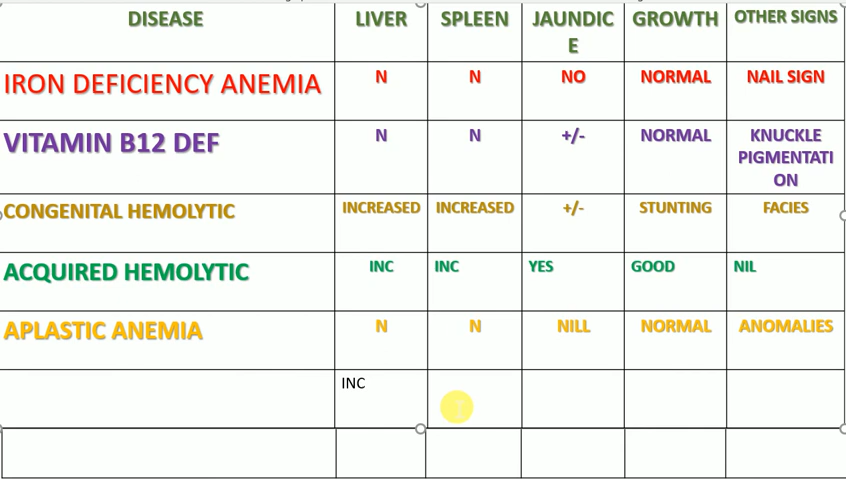 DISEASE LIVER SPLEEN JAUNDIC GROWTH OTHER SIGNS
E
IRON DEFICIENCY ANEMIA N N NO NORMAL NAIL SIGN
VITAMIN B12 DEF N N +/- NORMAL KNUCKLE
PIGMENTATI
ON
CONGENITAL HEMOLYTIC INCREASED INCREASED +/- STUNTING FACIES
ACQUIRED HEMOLYTIC INC INC YES GOOD NIL
APLASTIC ANEMIA N N NILL NORMAL ANOMALIES
INC